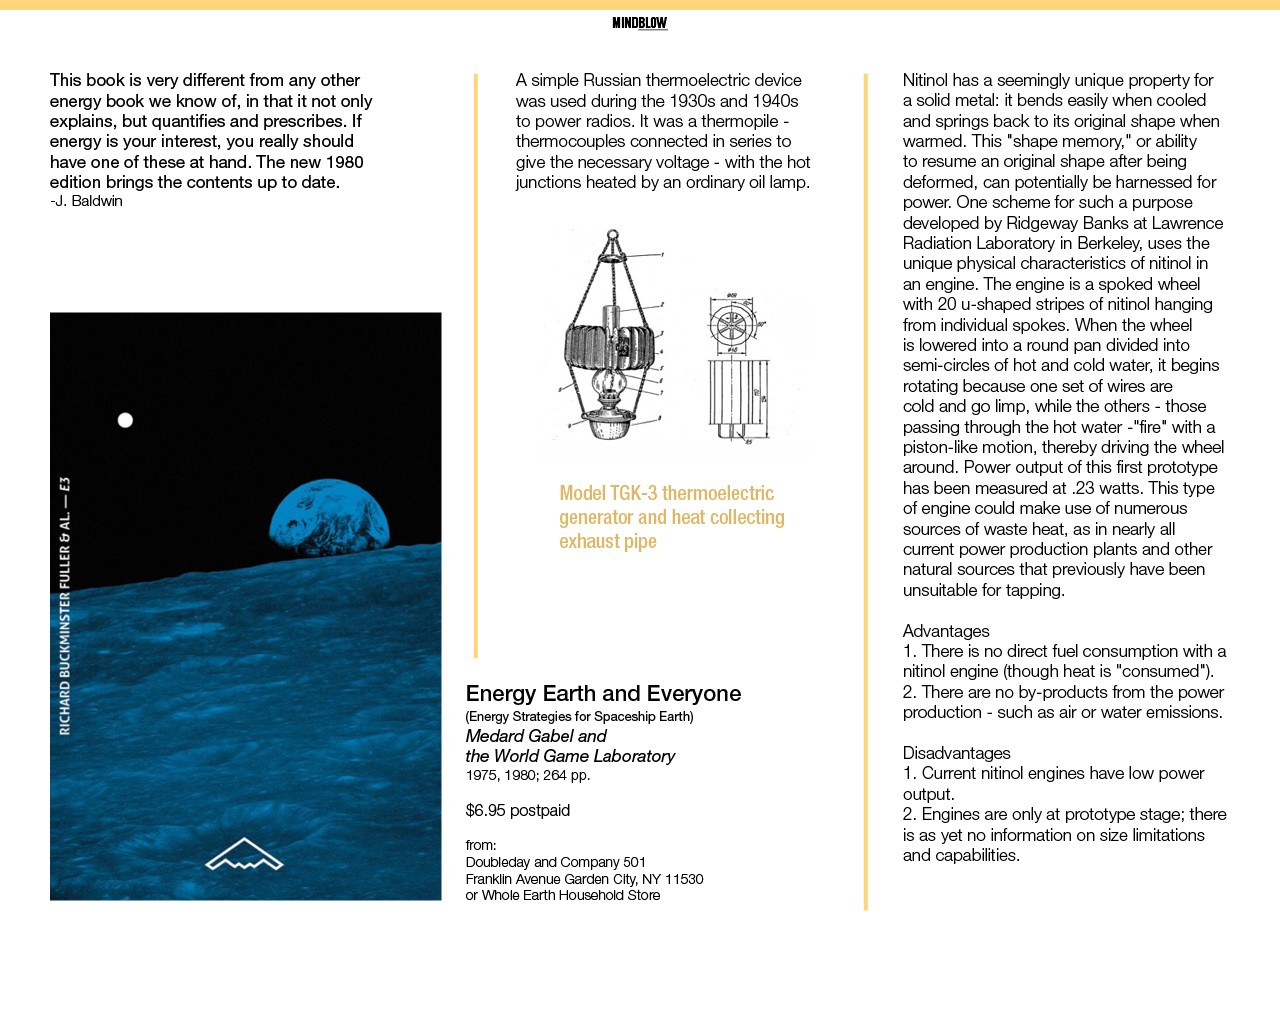 MINDBLOW
This book is very different from any other
energy book we know of, in that it not only
explains, but quantifies and prescribes. If
energy is your interest, you really should
have one of these at hand. The new 1980
edition brings the contents up to date.
-J. Baldwin
RICHARD BUCKMINSTER FULLER & AL. — E3
A simple Russian thermoelectric device
was used during the 1930s and 1940s
to power radios. It was a thermopile -
thermocouples connected in series to
give the necessary voltage - with the hot
junctions heated by an ordinary oil lamp.
Model TGK-3 thermoelectric
generator and heat collecting
exhaust pipe
Energy Earth and Everyone
(Energy Strategies for Spaceship Earth)
Medard Gabel and
the World Game Laboratory
1975, 1980; 264 pp.
$6.95 postpaid
from:
Doubleday and Company 501
Franklin Avenue Garden City, NY 11530
or Whole Earth Household Store
Nitinol has a seemingly unique property for
a solid metal: it bends easily when cooled
and springs back to its original shape when
warmed. This "shape memory," or ability
to resume an original shape after being
deformed, can potentially be harnessed for
power. One scheme for such a purpose
developed by Ridgeway Banks at Lawrence
Radiation Laboratory in Berkeley, uses the
unique physical characteristics of nitinol in
an engine. The engine is a spoked wheel
with 20 u-shaped stripes of nitinol hanging
from individual spokes. When the wheel
is lowered into a round pan divided into
semi-circles of hot and cold water, it begins
rotating because one set of wires are
cold and go limp, while the others - those
passing through the hot water -"fire" with a
piston-like motion, thereby driving the wheel
around. Power output of this first prototype
has been measured at .23 watts. This type
of engine could make use of numerous
sources of waste heat, as in nearly all
current power production plants and other
natural sources that previously have been
unsuitable for tapping.
Advantages
1. There is no direct fuel consumption with a
nitinol engine (though heat is "consumed").
2. There are no by-products from the power
production - such as air or water emissions.
Disadvantages
1. Current nitinol engines have low power
output.
2. Engines are only at prototype stage; there
is as yet no information on size limitations
and capabilities.